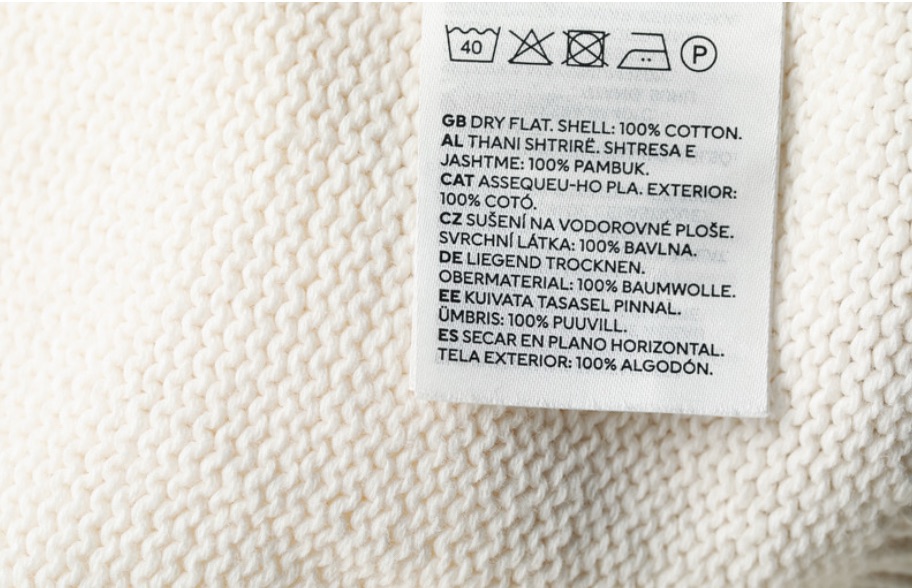 40 P
GB DRY FLAT. SHELL: 100% COTTON.
AL THANI SHTRIRË. SHTRESA E
JASHTME: 100% PAMBUK.
CAT ASSEQUEU-HO PLA. EXTERIOR:
100% COTÓ.
CZ SUŠENÍ NA VODOROVNÉ PLOŠE.
SVRCHNÍ LÁTKA: 100% BAVLNA.
DE LIEGEND TROCKNEN.
OBERMATERIAL: 100% BAUMWOLLE.
EE KUIVATA TASASEL PINNAL.
ÜMBRIS: 100% PUUVILL.
ES SECAR EN PLANO HORIZONTAL.
TELA EXTERIOR: 100% ALGODÓN.